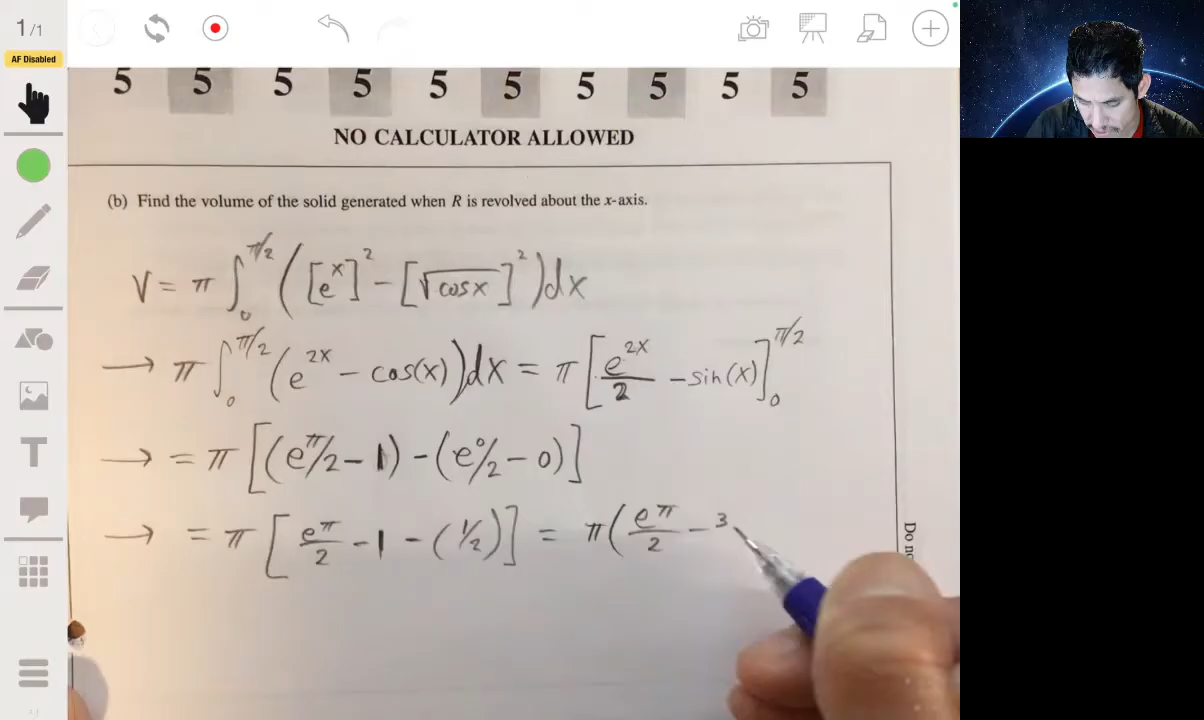 1/1
AF Disabled
5 5 5 5 5 5 5 5 5 5
NO CALCULATOR ALLOWED
(b) Find the volume of the solid generated when R is revolved about the x-axis.
V = π ∫₀^{π/2} ([e^x]² − [√cosx]²)dx
→ π ∫₀^{π/2} (e^{2x} − cos(x))dx = π [e^{2x}/2 − sin(x)]₀^{π/2}
→ = π [(e^π/2 − 1) − (e^0/2 − 0)]
→ = π [e^π/2 − 1 − (1/2)] = π(e^π/2 − 3
Do no
T